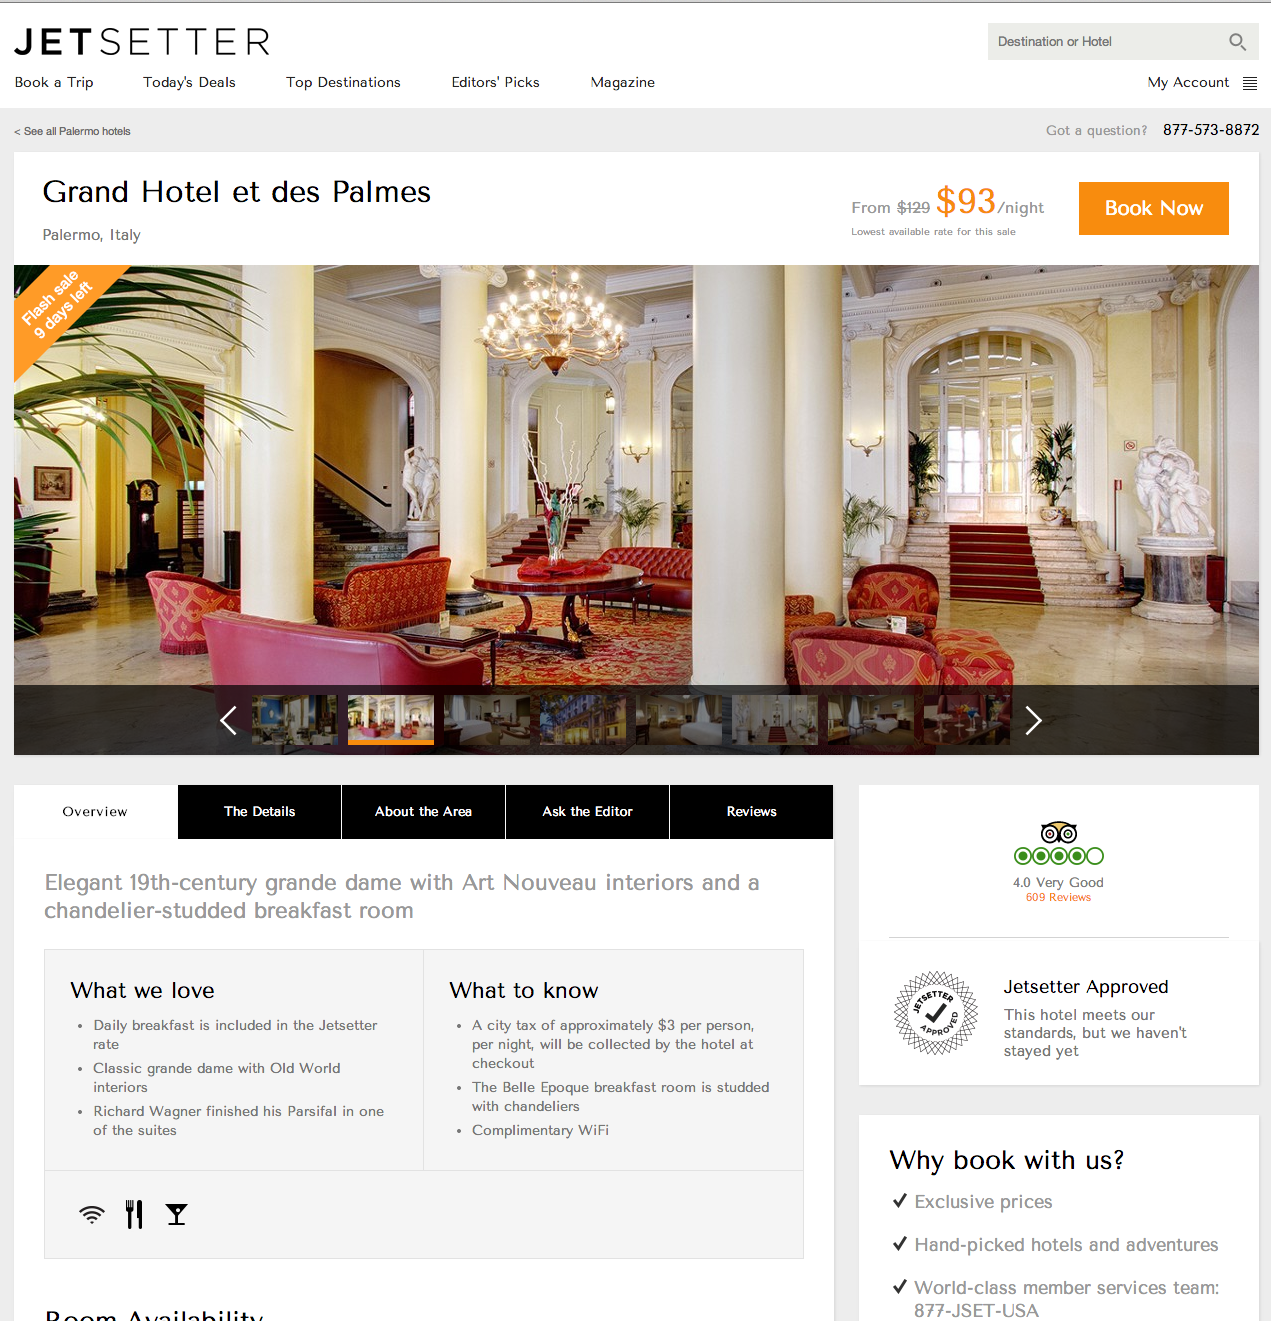 JETSETTER
Destination or Hotel
Book a Trip
Today's Deals
Top Destinations
Editors' Picks
Magazine
My Account
< See all Palermo hotels
Got a question? 877-573-8872
Grand Hotel et des Palmes
Palermo, Italy
From $129 $93/night
Lowest available rate for this sale
Book Now
Flash sale
9 days left
Overview
The Details
About the Area
Ask the Editor
Reviews
Elegant 19th-century grande dame with Art Nouveau interiors and a
chandelier-studded breakfast room
What we love
• Daily breakfast is included in the Jetsetter
rate
• Classic grande dame with Old World
interiors
• Richard Wagner finished his Parsifal in one
of the suites
What to know
• A city tax of approximately $3 per person,
per night, will be collected by the hotel at
checkout
• The Belle Epoque breakfast room is studded
with chandeliers
• Complimentary WiFi
Room Availability
4.0 Very Good
609 Reviews
JETSETTER
APPROVED
Jetsetter Approved
This hotel meets our
standards, but we haven't
stayed yet
Why book with us?
Exclusive prices
Hand-picked hotels and adventures
World-class member services team:
877-JSET-USA